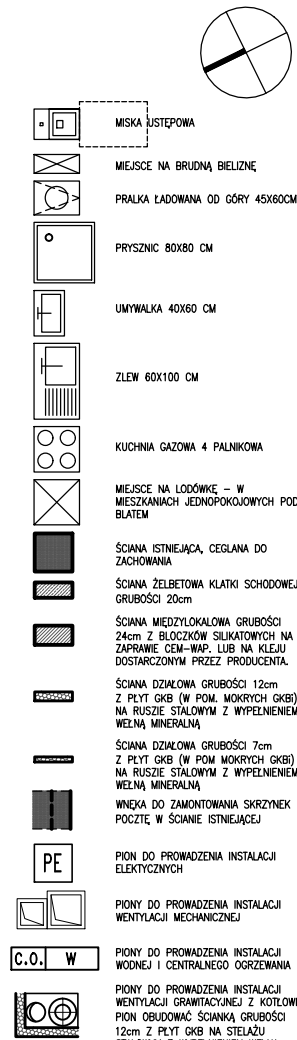 MISKA USTĘPOWA
MIEJSCE NA BRUDNĄ BIELIZNĘ
PRALKA ŁADOWANA OD GÓRY 45X60CM
PRYSZNIC 80X80 CM
UMYWALKA 40X60 CM
ZLEW 60X100 CM
KUCHNIA GAZOWA 4 PALNIKOWA
MIEJSCE NA LODÓWKĘ – W
MIESZKANIACH JEDNOPOKOJOWYCH POD
BLATEM
ŚCIANA ISTNIEJĄCA, CEGLANA DO
ZACHOWANIA
ŚCIANA ŻELBETOWA KLATKI SCHODOWEJ
GRUBOŚCI 20cm
ŚCIANA MIĘDZYLOKALOWA GRUBOŚCI
24cm Z BLOCZKÓW SILIKATOWYCH NA
ZAPRAWIE CEM-WAP. LUB NA KLEJU
DOSTARCZONYM PRZEZ PRODUCENTA.
ŚCIANA DZIAŁOWA GRUBOŚCI 12cm
Z PŁYT GKB (W POM. MOKRYCH GKBi)
NA RUSZIE STALOWYM Z WYPEŁNIENIEM
WEŁNĄ MINERALNĄ
ŚCIANA DZIAŁOWA GRUBOŚCI 7cm
Z PŁYT GKB (W POM MOKRYCH GKBi)
NA RUSZIE STALOWYM Z WYPEŁNIENIEM
WEŁNĄ MINERALNĄ
WNĘKA DO ZAMONTOWANIA SKRZYNEK
POCZTĘ W ŚCIANIE ISTNIEJĄCEJ
PE
PION DO PROWADZENIA INSTALACJI
ELEKTYCZNYCH
PIONY DO PROWADZENIA INSTALACJI
WENTYLACJI MECHANICZNEJ
C.O. W
PIONY DO PROWADZENIA INSTALACJI
WODNEJ I CENTRALNEGO OGRZEWANIA
PIONY DO PROWADZENIA INSTALACJI
WENTYLACJI GRAWITACYJNEJ Z KOTŁOWI
PION OBUDOWAĆ ŚCIANKĄ GRUBOŚCI
12cm Z PŁYT GKB NA STELAŻU